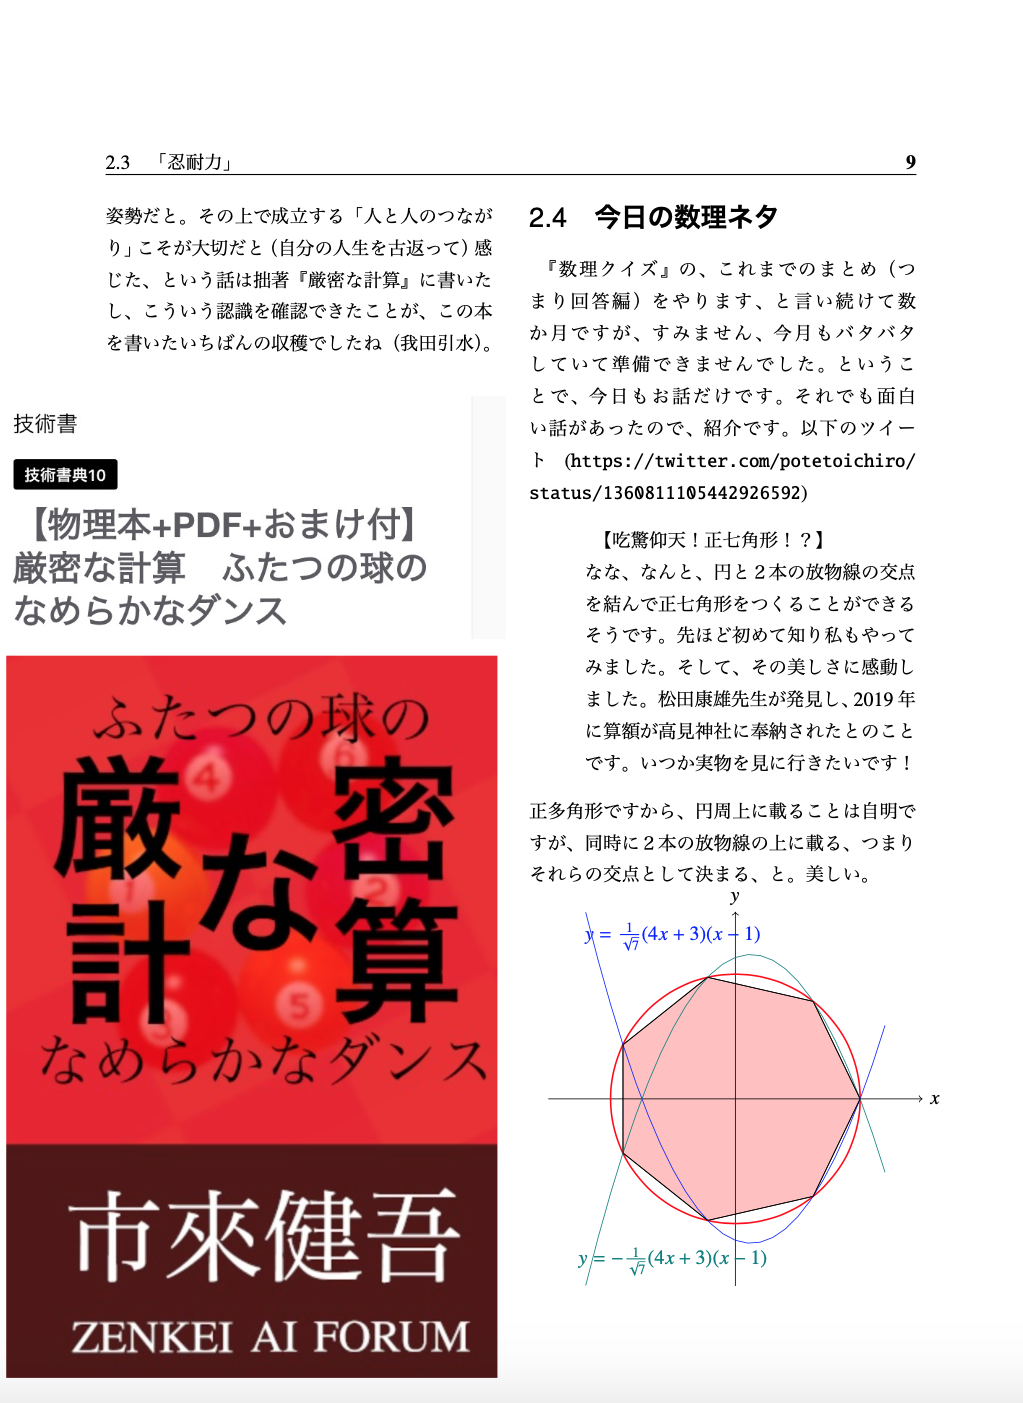 2.3 「忍耐力」
9
姿勢だと。その上で成立する「人と人のつなが
り」こそが大切だと（自分の人生を古返って）感
じた、という話は拙著『厳密な計算』に書いた
し、こういう認識を確認できたことが、この本
を書いたいちばんの収穫でしたね（我田引水）。
技術書
技術書典10
【物理本+PDF+おまけ付】
厳密な計算　ふたつの球の
なめらかなダンス
ふたつの球の
厳密な計算
4
6
1
2
3
5
なめらかなダンス
市來健吾
ZENKEI AI FORUM
2.4　今日の数理ネタ
『数理クイズ』の、これまでのまとめ（つ
まり回答編）をやります、と言い続けて数
か月ですが、すみません、今月もバタバタ
していて準備できませんでした。というこ
とで、今日もお話だけです。それでも面白
い話があったので、紹介です。以下のツイー
ト (https://twitter.com/potetoichiro/
status/1360811105442926592)
【吃驚仰天！正七角形！？】
なな、なんと、円と２本の放物線の交点
を結んで正七角形をつくることができる
そうです。先ほど初めて知り私もやって
みました。そして、その美しさに感動し
ました。松田康雄先生が発見し、2019 年
に算額が高見神社に奉納されたとのこと
です。いつか実物を見に行きたいです！
正多角形ですから、円周上に載ることは自明で
すが、同時に２本の放物線の上に載る、つまり
それらの交点として決まる、と。美しい。
y
y = 1/√7(4x + 3)(x − 1)
x
y = −1/√7(4x + 3)(x − 1)